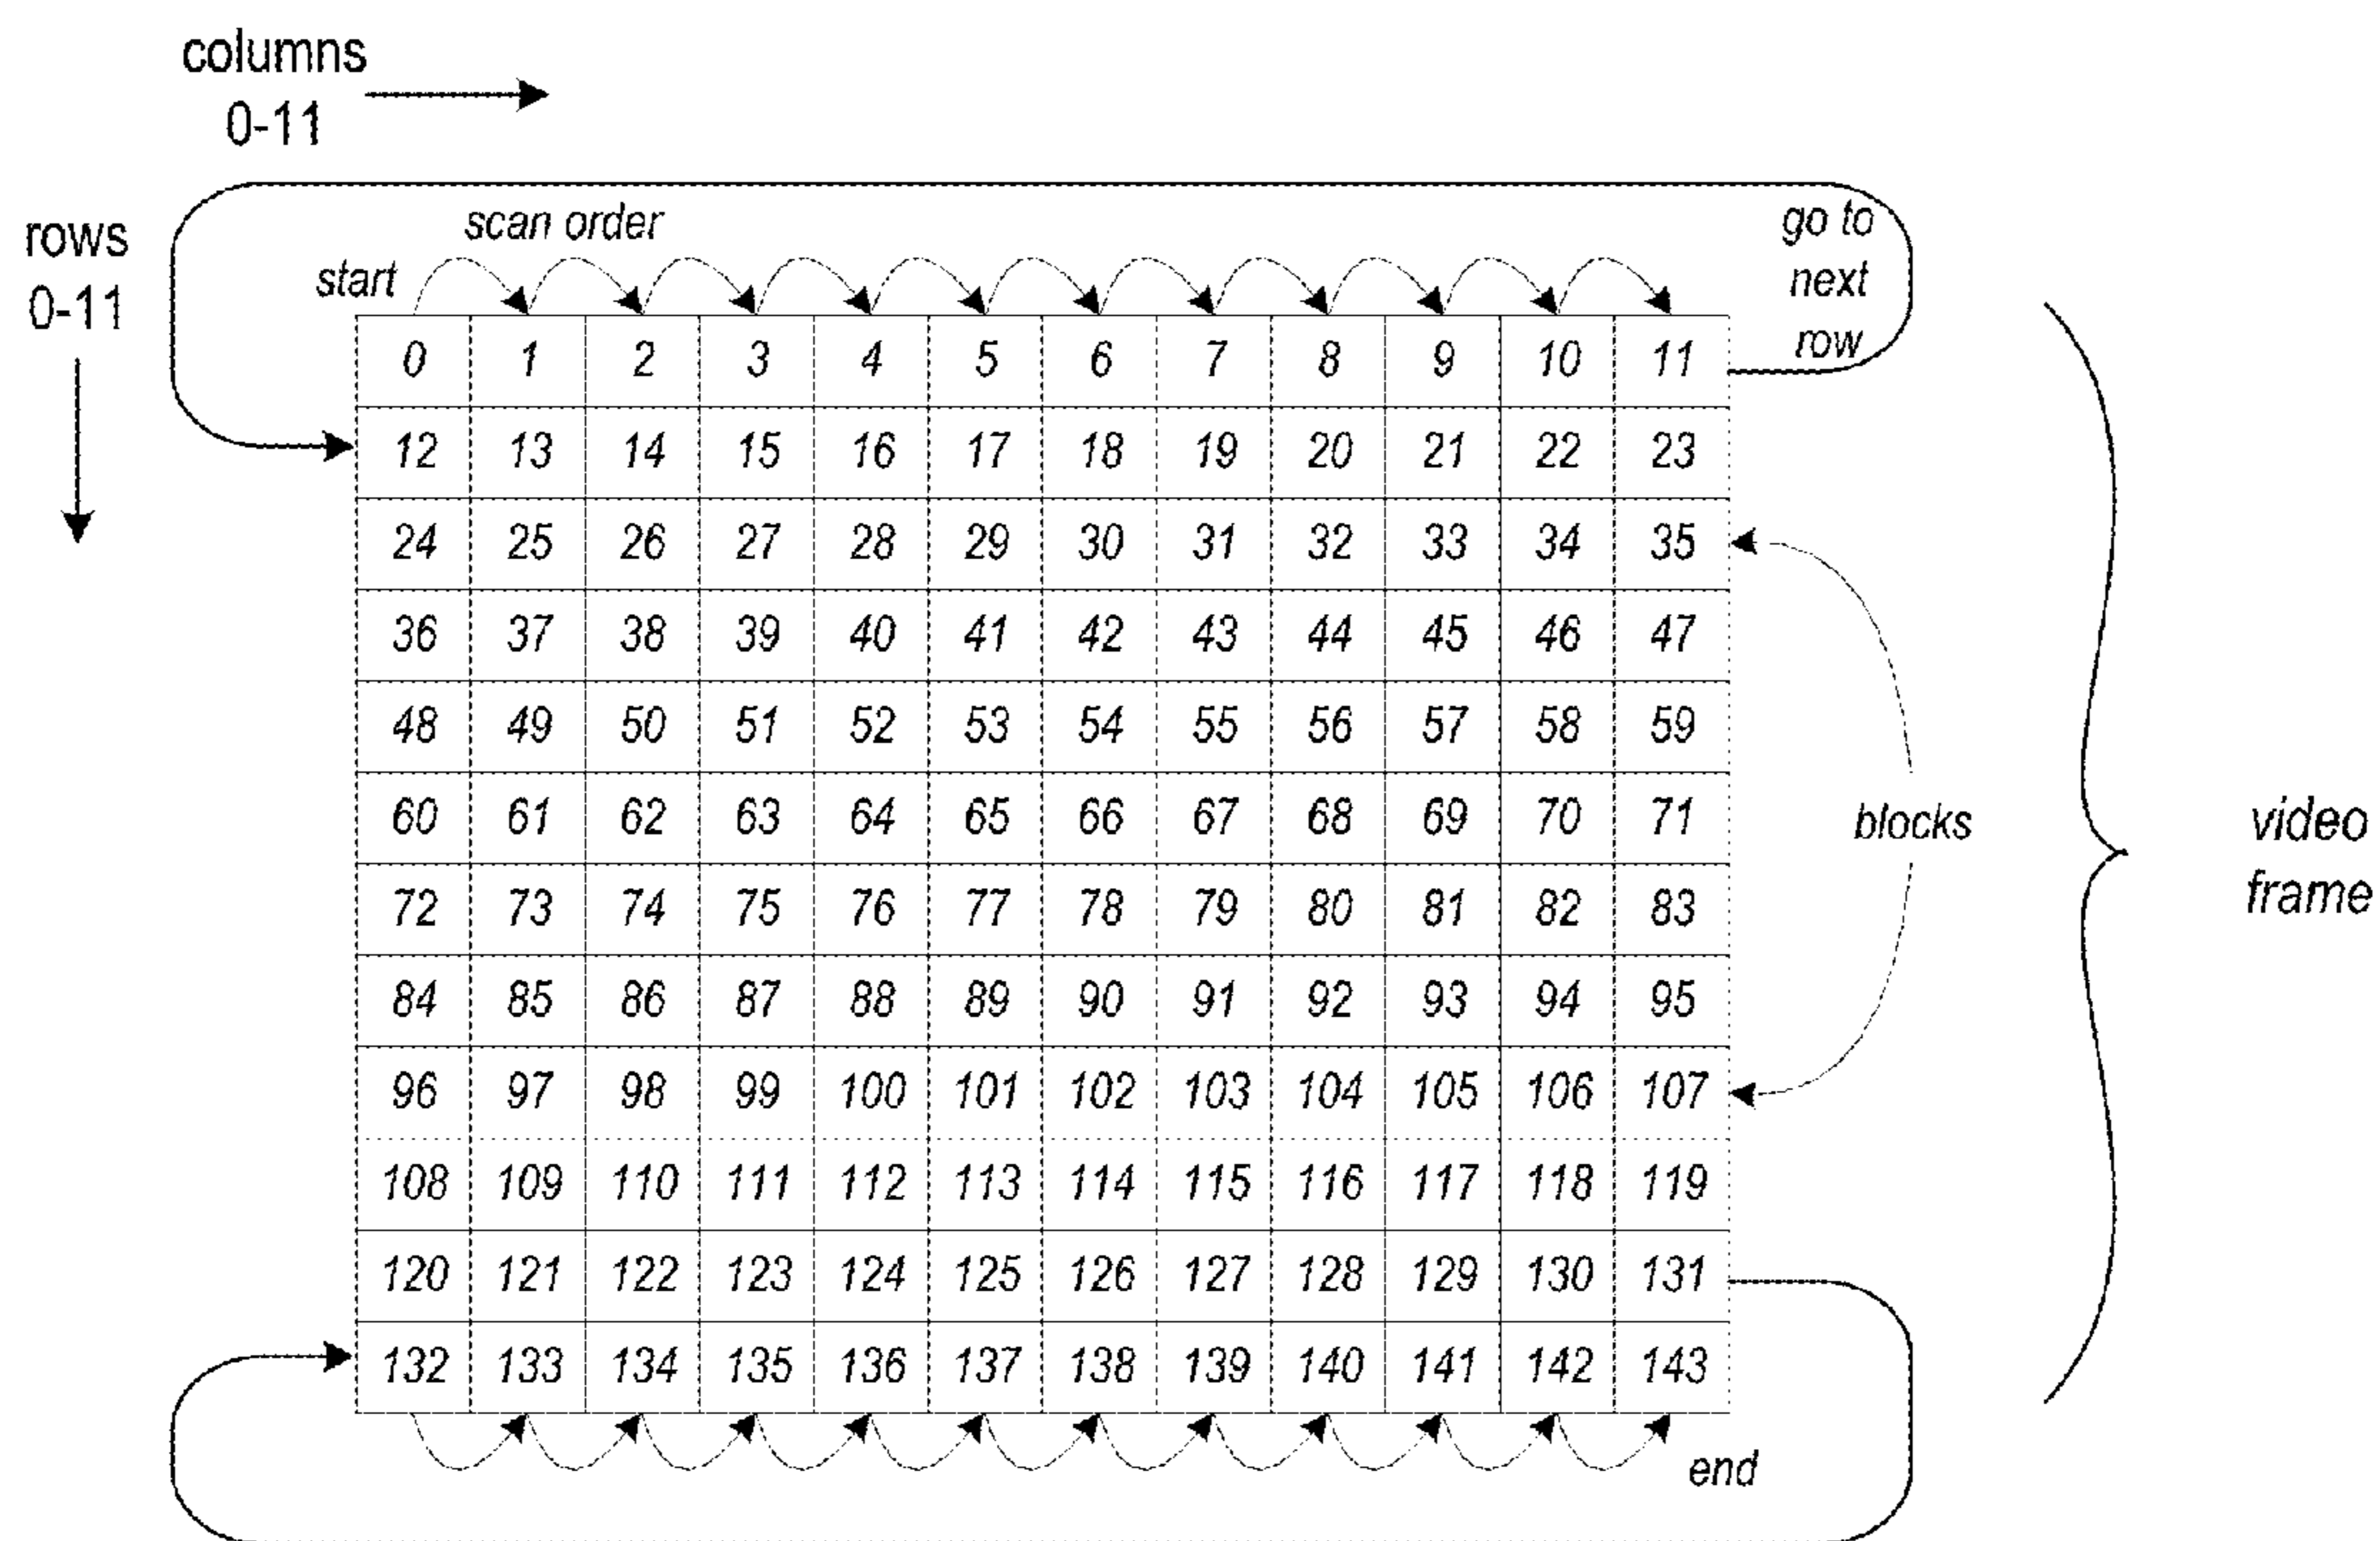 columns
0-11
rows
0-11
scan order
start
go to
next
row
0 1 2 3 4 5 6 7 8 9 10 11
12 13 14 15 16 17 18 19 20 21 22 23
24 25 26 27 28 29 30 31 32 33 34 35
36 37 38 39 40 41 42 43 44 45 46 47
48 49 50 51 52 53 54 55 56 57 58 59
60 61 62 63 64 65 66 67 68 69 70 71
72 73 74 75 76 77 78 79 80 81 82 83
84 85 86 87 88 89 90 91 92 93 94 95
96 97 98 99 100 101 102 103 104 105 106 107
108 109 110 111 112 113 114 115 116 117 118 119
120 121 122 123 124 125 126 127 128 129 130 131
132 133 134 135 136 137 138 139 140 141 142 143
end
blocks
video
frame